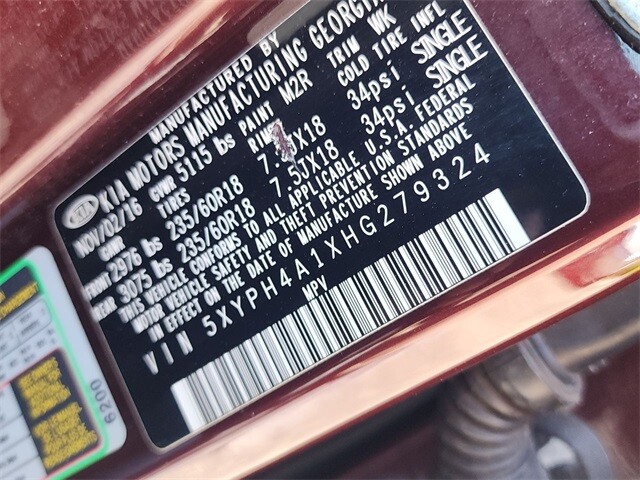 MANUFACTURED BY
KIA MOTORS MANUFACTURING GEORGIA
NOV/02/16 GVWR 5115 lbs PAINT M2R TRIM WK
GAWR TIRES RIMS COLD TIRE INFL
FRONT 2976 lbs 235/60R18 7.5JX18 34psi SINGLE
REAR 3075 lbs 235/60R18 7.5JX18 34psi SINGLE
THIS VEHICLE CONFORMS TO ALL APPLICABLE U.S.A. FEDERAL
MOTOR VEHICLE SAFETY AND THEFT PREVENTION STANDARDS
IN EFFECT ON THE DATE OF MANUFACTURE SHOWN ABOVE
VIN 5XYPH4A1XHG279324
MPV
6200